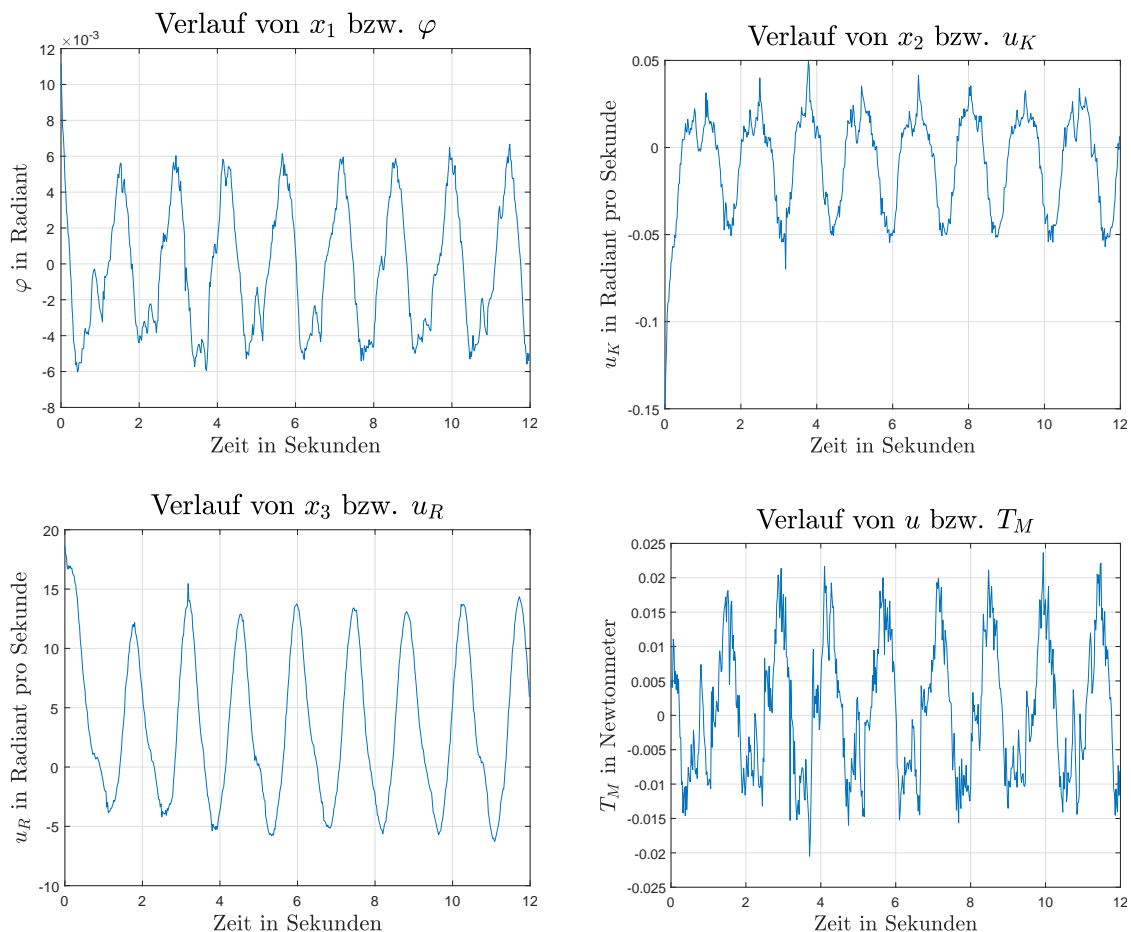 Verlauf von x₁ bzw. φ
×10⁻³
12
10
8
6
4
2
0
-2
-4
-6
-8
0 2 4 6 8 10 12
φ in Radiant
Zeit in Sekunden
Verlauf von x₂ bzw. u_K
0.05
0
-0.05
-0.1
-0.15
0 2 4 6 8 10 12
u_K in Radiant pro Sekunde
Zeit in Sekunden
Verlauf von x₃ bzw. u_R
20
15
10
5
0
-5
-10
0 2 4 6 8 10 12
u_R in Radiant pro Sekunde
Zeit in Sekunden
Verlauf von u bzw. T_M
0.025
0.02
0.015
0.01
0.005
0
-0.005
-0.01
-0.015
-0.02
-0.025
0 2 4 6 8 10 12
T_M in Newtonmeter
Zeit in Sekunden